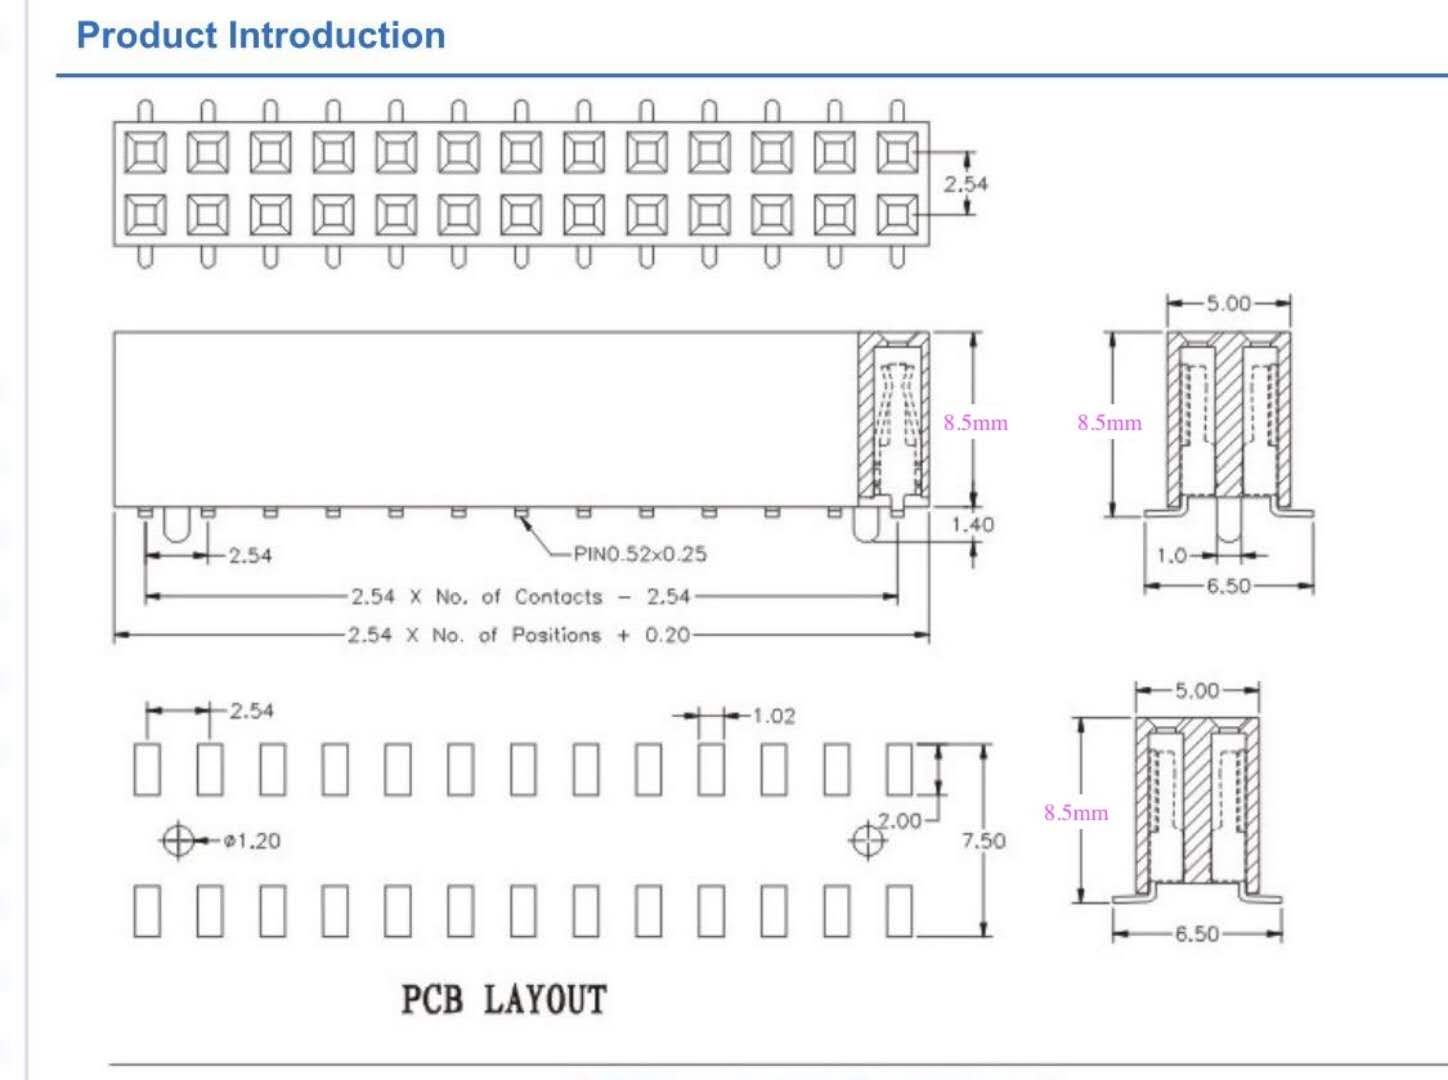 Product Introduction
2.54
5.00
8.5mm
8.5mm
1.40
2.54
PIN0.52x0.25
1.0
6.50
2.54 X No. of Contacts - 2.54
2.54 X No. of Positions + 0.20
5.00
2.54
1.02
2.00
8.5mm
ø1.20
7.50
6.50
PCB LAYOUT